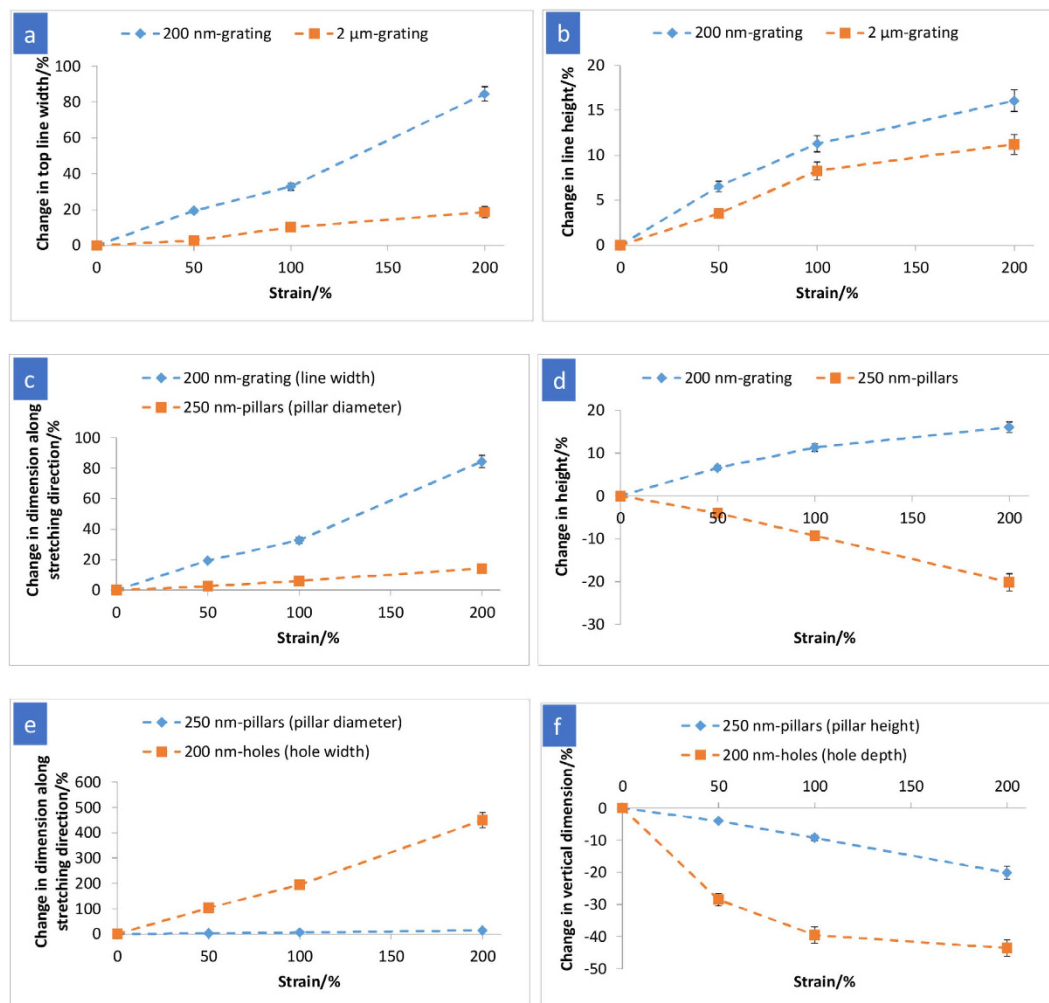 a
200 nm-grating 2 µm-grating
Change in top line width/%
100
80
60
40
20
0
0 50 100 150 200
Strain/%
b
200 nm-grating 2 µm-grating
Change in line height/%
20
15
10
5
0
0 50 100 150 200
Strain/%
c
200 nm-grating (line width)
250 nm-pillars (pillar diameter)
Change in dimension along
stretching direction/%
100
80
60
40
20
0
0 50 100 150 200
Strain/%
d
200 nm-grating 250 nm-pillars
Change in height/%
20
10
0
-10
-20
-30
0 50 100 150 200
Strain/%
e
250 nm-pillars (pillar diameter)
200 nm-holes (hole width)
Change in dimension along
stretching direction/%
600
500
400
300
200
100
0
0 50 100 150 200
Strain/%
f
250 nm-pillars (pillar height)
200 nm-holes (hole depth)
Change in vertical dimension/%
0 50 100 150 200
0
-10
-20
-30
-40
-50
Strain/%